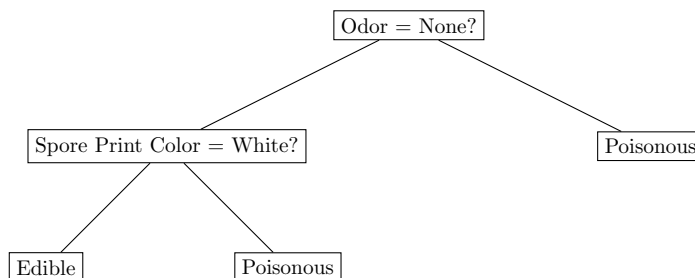 Odor = None?
Spore Print Color = White?
Poisonous
Edible
Poisonous